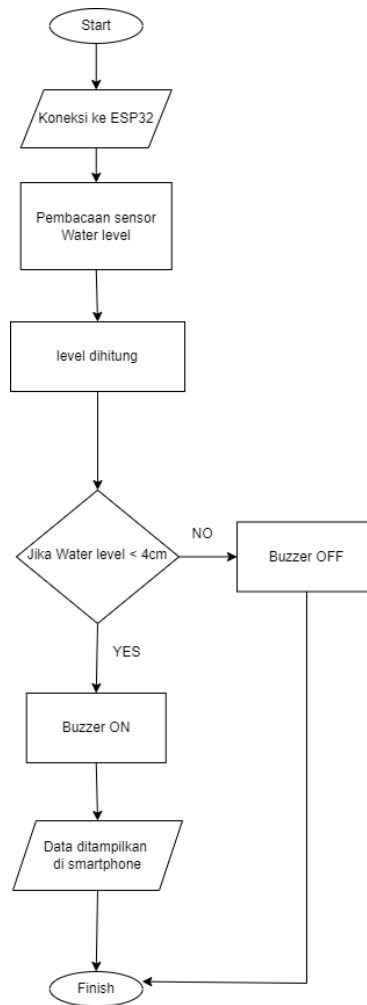 Start
Koneksi ke ESP32
Pembacaan sensor
Water level
level dihitung
Jika Water level < 4cm
NO
Buzzer OFF
YES
Buzzer ON
Data ditampilkan
di smartphone
Finish